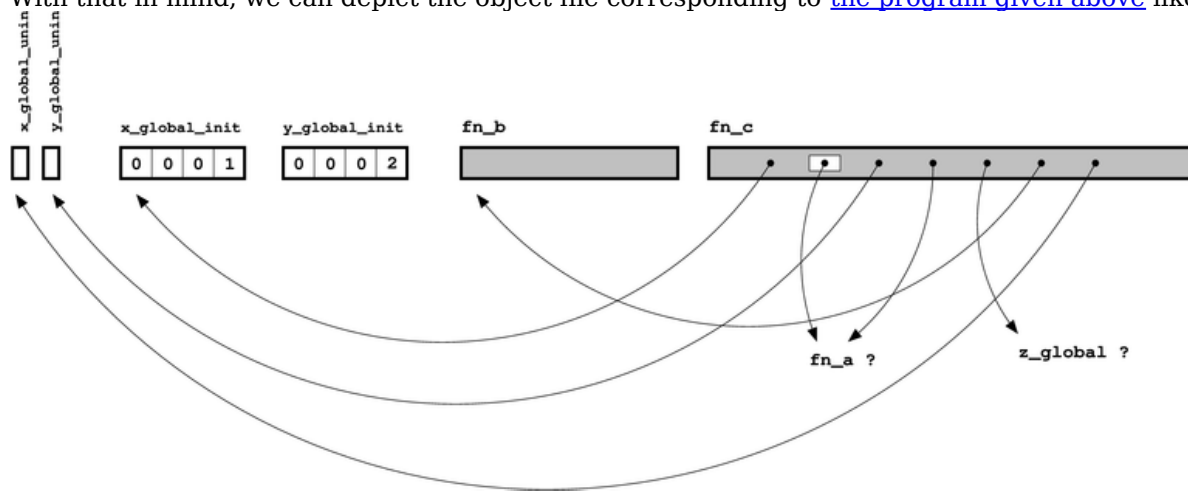 With that in mind, we can depict the object file corresponding to the program given above like
x_global_unin
y_global_unin
x_global_init y_global_init fn_b fn_c
0 0 0 1 0 0 0 2
fn_a ? z_global ?